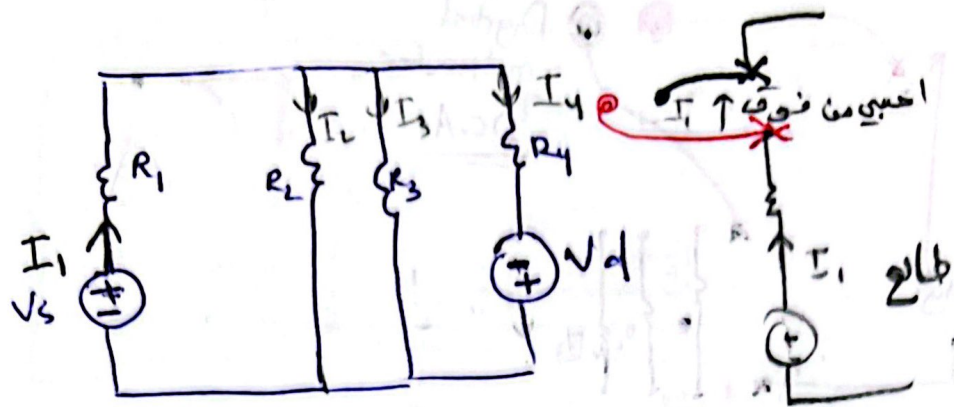 I₁
Vs
R₁
R₂
I₂
R₃
I₃
I₄
R₄
Vd
I₁ ↑
احسبي من فوق
I₁
طالع